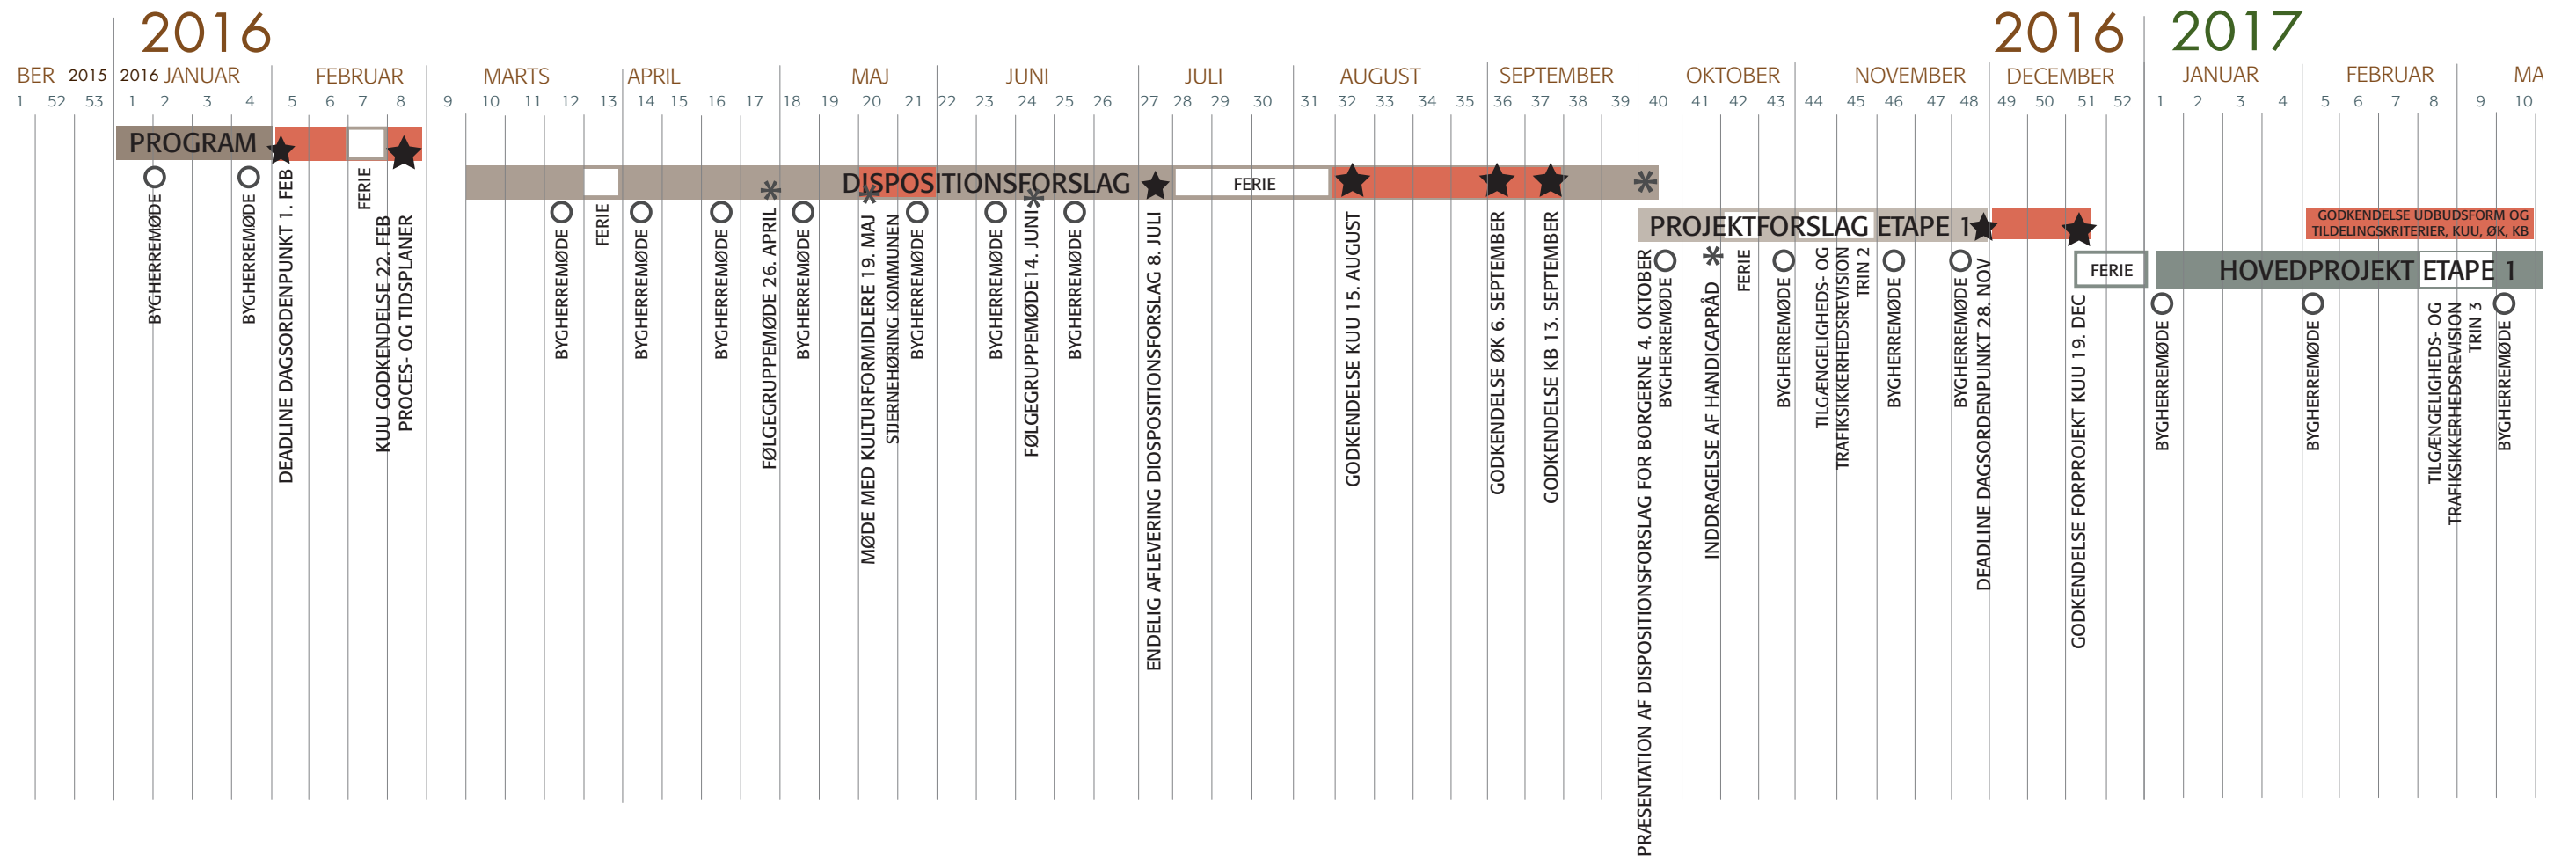 2016
2016
2017
BER 2015 2016 JANUAR FEBRUAR MARTS APRIL MAJ JUNI JULI AUGUST SEPTEMBER OKTOBER NOVEMBER DECEMBER JANUAR FEBRUAR MA
1 52 53 1 2 3 4 5 6 7 8 9 10 11 12 13 14 15 16 17 18 19 20 21 22 23 24 25 26 27 28 29 30 31 32 33 34 35 36 37 38 39 40 41 42 43 44 45 46 47 48 49 50 51 52 1 2 3 4 5 6 7 8 9 10
PROGRAM
BYGHERREMØDE
BYGHERREMØDE
DEADLINE DAGSORDENPUNKT 1. FEB
FERIE
KUU GODKENDELSE 22. FEB
PROCES- OG TIDSPLANER
DISPOSITIONSFORSLAG
FERIE
BYGHERREMØDE
FERIE
BYGHERREMØDE
BYGHERREMØDE
FØLGEGRUPPEMØDE 26. APRIL *
BYGHERREMØDE
MØDE MED KULTURFORMIDLERE 19. MAJ *
STJERNEHØRING KOMMUNEN
BYGHERREMØDE
BYGHERREMØDE
FØLGEGRUPPEMØDE 14. JUNI *
BYGHERREMØDE
ENDELIG AFLEVERING DIOSPOSITIONSFORSLAG 8. JULI
GODKENDELSE KUU 15. AUGUST
GODKENDELSE ØK 6. SEPTEMBER
GODKENDELSE KB 13. SEPTEMBER
PRÆSENTATION AF DISPOSITIONSFORSLAG FOR BORGERNE 4. OKTOBER *
PROJEKTFORSLAG ETAPE 1
BYGHERREMØDE
INDDRAGELSE AF HANDICAPRÅD *
FERIE
BYGHERREMØDE
TILGÆNGELIGHEDS- OG
TRAFIKSIKKERHEDSREVISION
TRIN 2
BYGHERREMØDE
BYGHERREMØDE
DEADLINE DAGSORDENPUNKT 28. NOV
GODKENDELSE FORPROJEKT KUU 19. DEC
FERIE
GODKENDELSE UDBUDSFORM OG
TILDELINGSKRITERIER, KUU, ØK, KB
HOVEDPROJEKT ETAPE 1
BYGHERREMØDE
BYGHERREMØDE
TILGÆNGELIGHEDS- OG
TRAFIKSIKKERHEDSREVISION
TRIN 3
BYGHERREMØDE